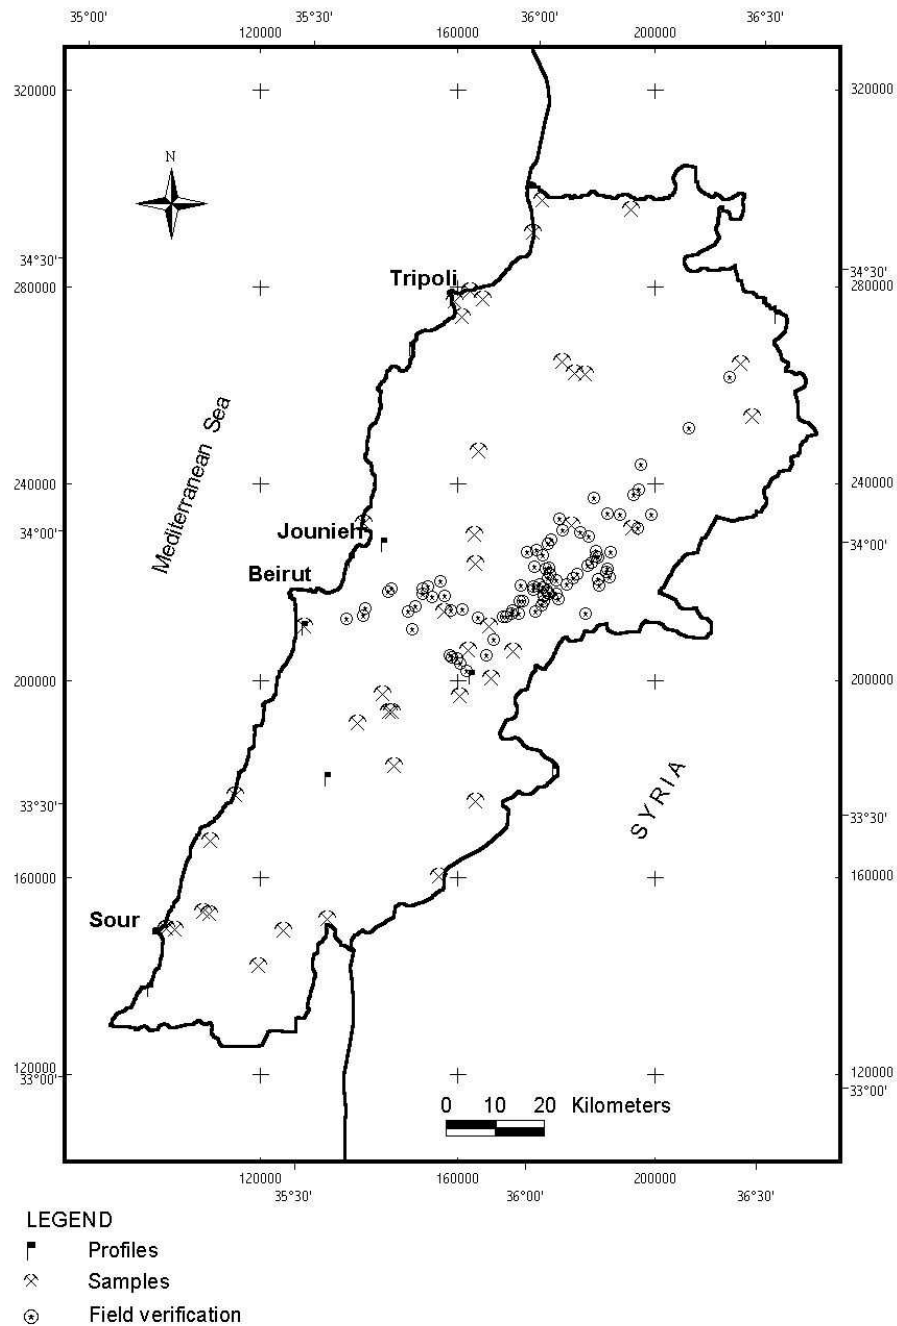 35°00' 35°30' 36°00' 36°30'
120000 160000 200000
320000 320000
N
34°30' 34°30'
Tripoli
280000 280000
Mediterranean Sea
240000 240000
34°00' Jounieh 34°00'
Beirut
200000 200000
SYRIA
33°30' 33°30'
160000 160000
Sour
120000 120000
33°00' 33°00'
0 10 20 Kilometers
120000 160000 200000
35°30' 36°00' 36°30'
LEGEND
Profiles
Samples
Field verification